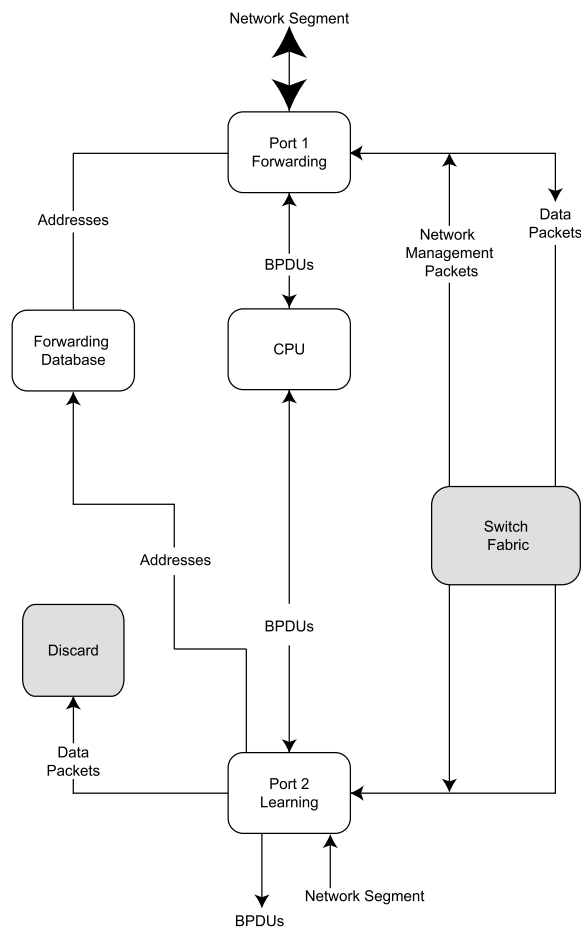 Network Segment
Port 1
Forwarding
Addresses
Data
Packets
Network
Management
Packets
BPDUs
Forwarding
Database
CPU
Switch
Fabric
Addresses
BPDUs
Discard
Data
Packets
Port 2
Learning
Network Segment
BPDUs